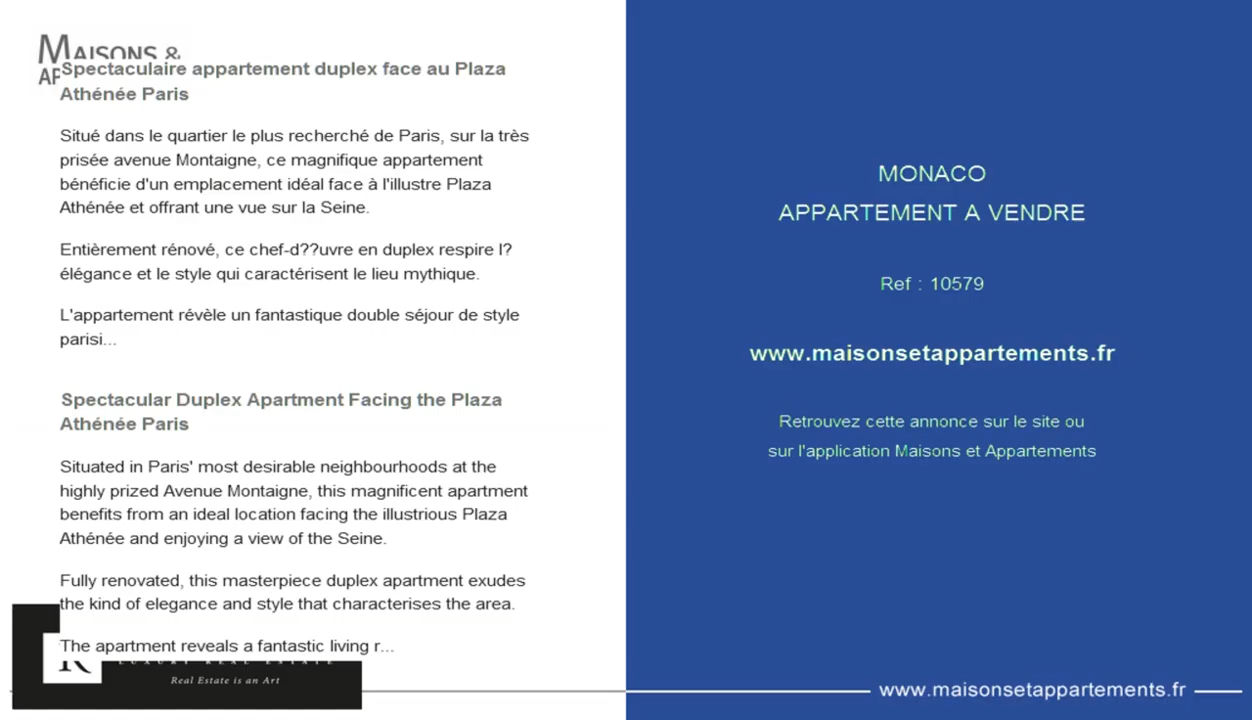 MAISONS &
AP
Spectaculaire appartement duplex face au Plaza
Athénée Paris
Situé dans le quartier le plus recherché de Paris, sur la très
prisée avenue Montaigne, ce magnifique appartement
bénéficie d'un emplacement idéal face à l'illustre Plaza
Athénée et offrant une vue sur la Seine.
Entièrement rénové, ce chef-d??uvre en duplex respire l?
élégance et le style qui caractérisent le lieu mythique.
L'appartement révèle un fantastique double séjour de style
parisi...
Spectacular Duplex Apartment Facing the Plaza
Athénée Paris
Situated in Paris' most desirable neighbourhoods at the
highly prized Avenue Montaigne, this magnificent apartment
benefits from an ideal location facing the illustrious Plaza
Athénée and enjoying a view of the Seine.
Fully renovated, this masterpiece duplex apartment exudes
the kind of elegance and style that characterises the area.
The apartment reveals a fantastic living r...
LUXURY REAL ESTATE
Real Estate is an Art
MONACO
APPARTEMENT A VENDRE
Ref : 10579
www.maisonsetappartements.fr
Retrouvez cette annonce sur le site ou
sur l'application Maisons et Appartements
www.maisonsetappartements.fr